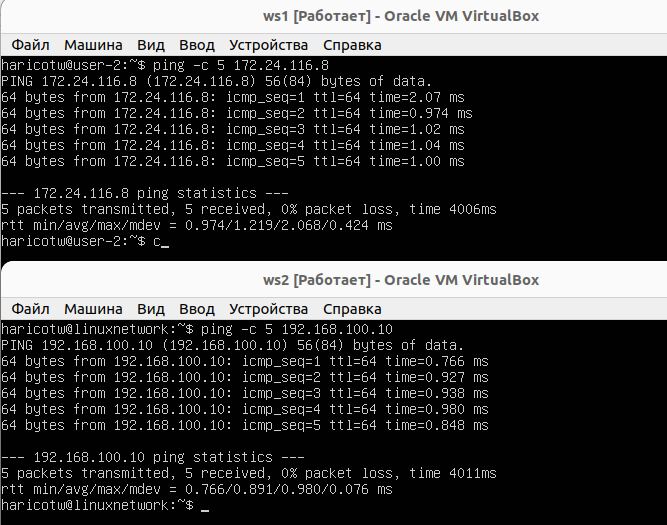 ws1 [Работает] - Oracle VM VirtualBox
Файл Машина Вид Ввод Устройства Справка
haricotw@user-2:~$ ping -c 5 172.24.116.8
PING 172.24.116.8 (172.24.116.8) 56(84) bytes of data.
64 bytes from 172.24.116.8: icmp_seq=1 ttl=64 time=2.07 ms
64 bytes from 172.24.116.8: icmp_seq=2 ttl=64 time=0.974 ms
64 bytes from 172.24.116.8: icmp_seq=3 ttl=64 time=1.02 ms
64 bytes from 172.24.116.8: icmp_seq=4 ttl=64 time=1.04 ms
64 bytes from 172.24.116.8: icmp_seq=5 ttl=64 time=1.00 ms
--- 172.24.116.8 ping statistics ---
5 packets transmitted, 5 received, 0% packet loss, time 4006ms
rtt min/avg/max/mdev = 0.974/1.219/2.068/0.424 ms
haricotw@user-2:~$ c_
ws2 [Работает] - Oracle VM VirtualBox
Файл Машина Вид Ввод Устройства Справка
haricotw@linuxnetwork:~$ ping -c 5 192.168.100.10
PING 192.168.100.10 (192.168.100.10) 56(84) bytes of data.
64 bytes from 192.168.100.10: icmp_seq=1 ttl=64 time=0.766 ms
64 bytes from 192.168.100.10: icmp_seq=2 ttl=64 time=0.927 ms
64 bytes from 192.168.100.10: icmp_seq=3 ttl=64 time=0.938 ms
64 bytes from 192.168.100.10: icmp_seq=4 ttl=64 time=0.980 ms
64 bytes from 192.168.100.10: icmp_seq=5 ttl=64 time=0.848 ms
--- 192.168.100.10 ping statistics ---
5 packets transmitted, 5 received, 0% packet loss, time 4011ms
rtt min/avg/max/mdev = 0.766/0.891/0.980/0.076 ms
haricotw@linuxnetwork:~$ _